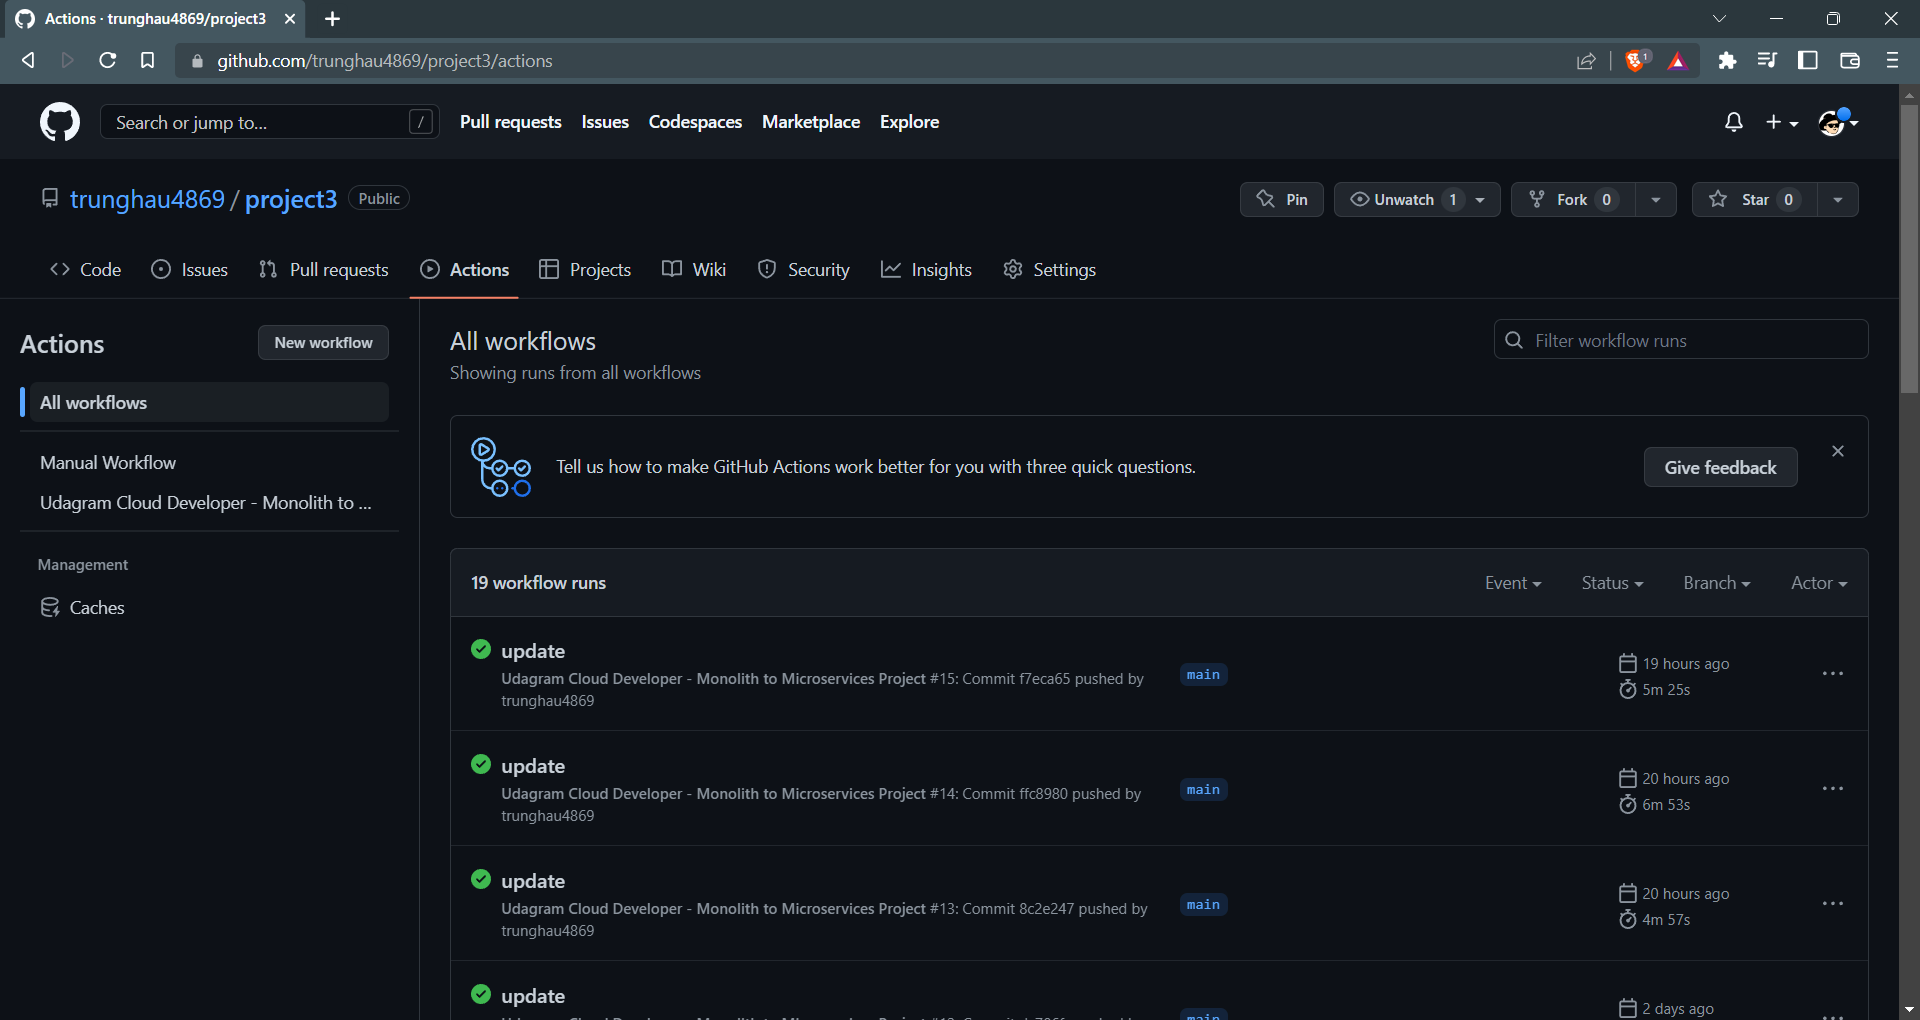 Actions · trunghau4869/project3
github.com/trunghau4869/project3/actions
1
Search or jump to...
/
Pull requests
Issues
Codespaces
Marketplace
Explore
trunghau4869 / project3
Public
Pin
Unwatch 1
Fork 0
Star 0
Code
Issues
Pull requests
Actions
Projects
Wiki
Security
Insights
Settings
Actions
New workflow
All workflows
Manual Workflow
Udagram Cloud Developer - Monolith to ...
Management
Caches
All workflows
Showing runs from all workflows
Filter workflow runs
Tell us how to make GitHub Actions work better for you with three quick questions.
Give feedback
19 workflow runs
Event
Status
Branch
Actor
update
Udagram Cloud Developer - Monolith to Microservices Project #15: Commit f7eca65 pushed by
trunghau4869
main
19 hours ago
5m 25s
update
Udagram Cloud Developer - Monolith to Microservices Project #14: Commit ffc8980 pushed by
trunghau4869
main
20 hours ago
6m 53s
update
Udagram Cloud Developer - Monolith to Microservices Project #13: Commit 8c2e247 pushed by
trunghau4869
main
20 hours ago
4m 57s
update
main
2 days ago